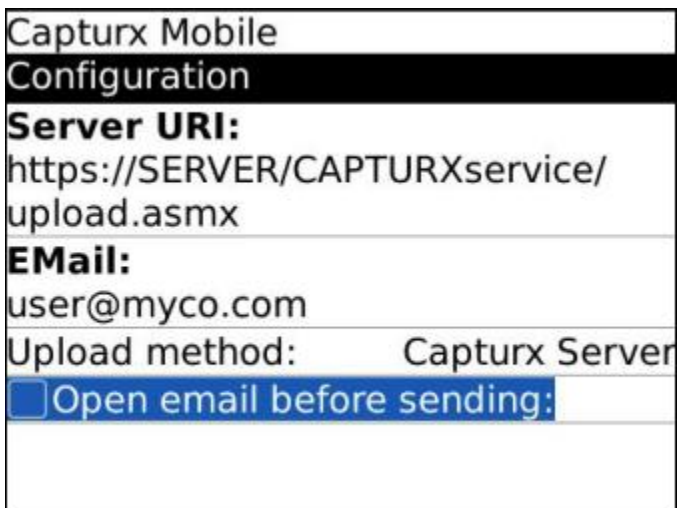 Capturx Mobile
Configuration
Server URI:
https://SERVER/CAPTURXservice/
upload.asmx
EMail:
user@myco.com
Upload method: Capturx Server
Open email before sending: